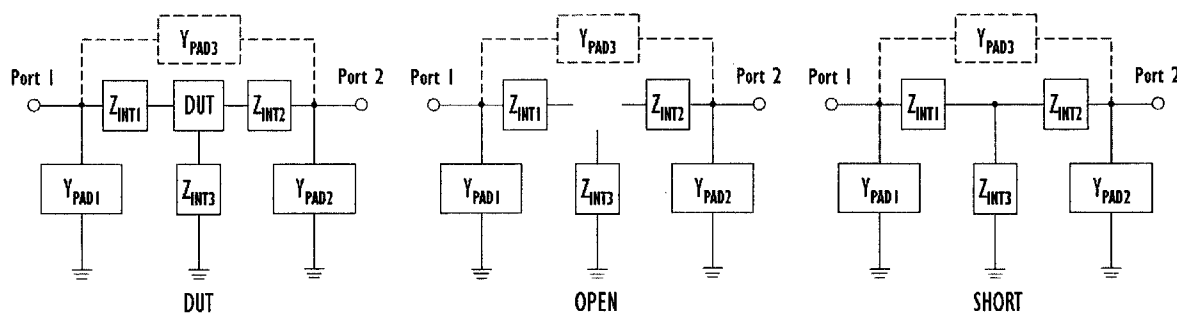 Y_PAD3
Port 1
Port 2
Z_INT1
DUT
Z_INT2
Y_PAD1
Z_INT3
Y_PAD2
DUT
Y_PAD3
Port 1
Port 2
Z_INT1
Z_INT2
Y_PAD1
Z_INT3
Y_PAD2
OPEN
Y_PAD3
Port 1
Port 2
Z_INT1
Z_INT2
Y_PAD1
Z_INT3
Y_PAD2
SHORT